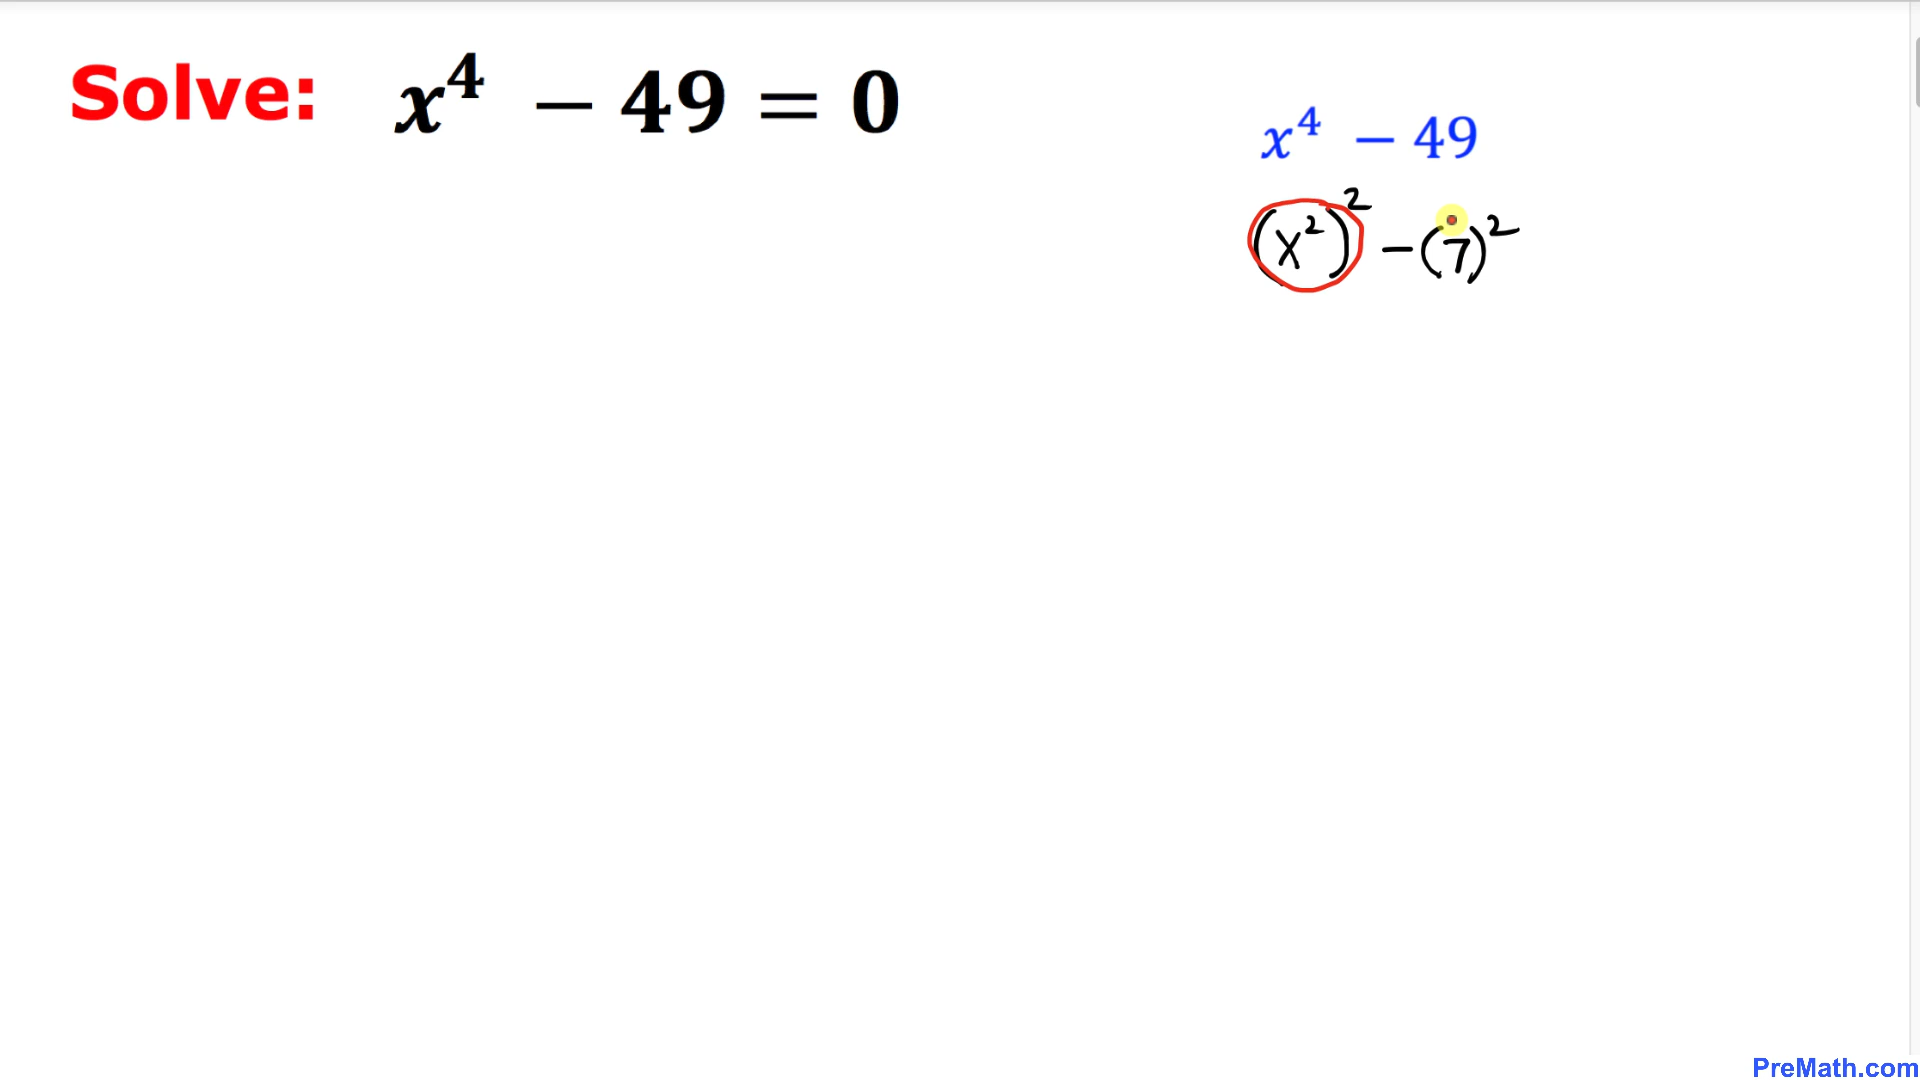 Solve: x⁴ − 49 = 0
x⁴ − 49
(x²)² − (7)²
PreMath.com